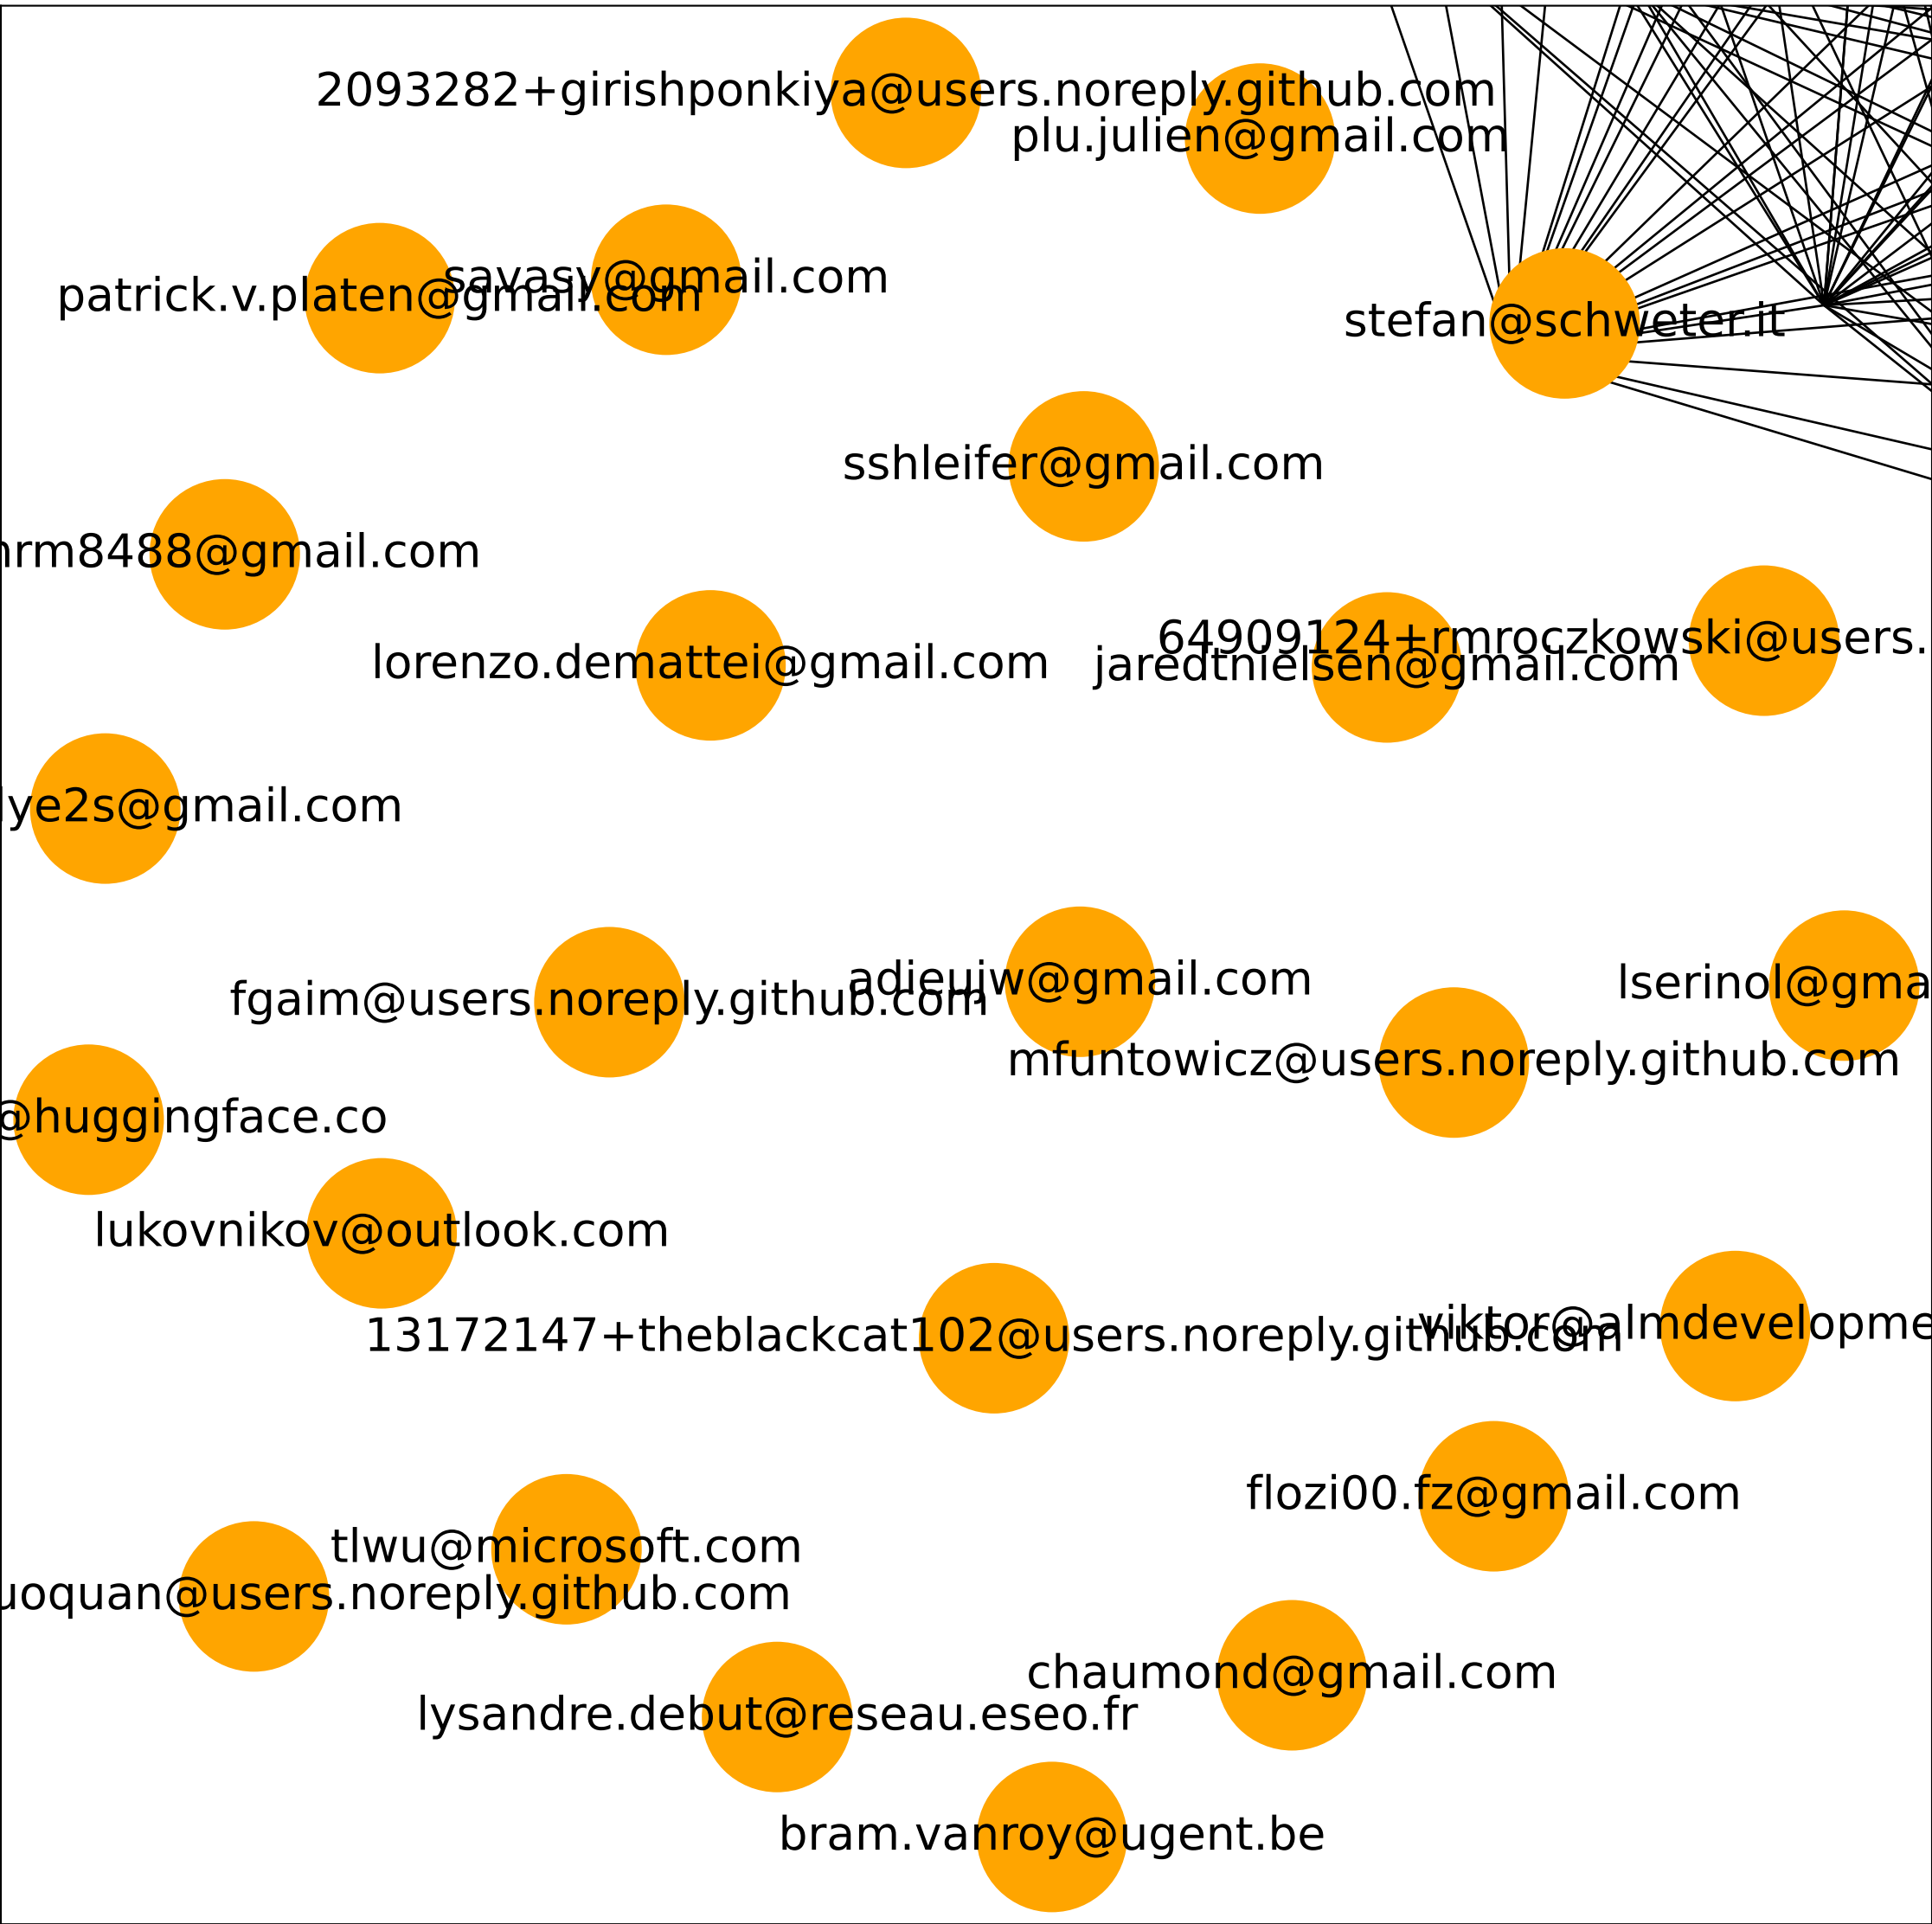 2093282+girishponkiya@users.noreply.github.com
plu.julien@gmail.com
savasy@gmail.com
patrick.v.platen@gmail.com
stefan@schweter.it
sshleifer@gmail.com
mrm8488@gmail.com
64909124+rmroczkowski@users.
lorenzo.demattei@gmail.com
jaredtnielsen@gmail.com
lye2s@gmail.com
adieujw@gmail.com
lserinol@gma
fgaim@users.noreply.github.com
mfuntowicz@users.noreply.github.com
@huggingface.co
lukovnikov@outlook.com
viktor@almdevelopme
13172147+theblackcat102@users.noreply.github.com
flozi00.fz@gmail.com
tlwu@microsoft.com
uoquan@users.noreply.github.com
chaumond@gmail.com
lysandre.debut@reseau.eseo.fr
bram.vanroy@ugent.be